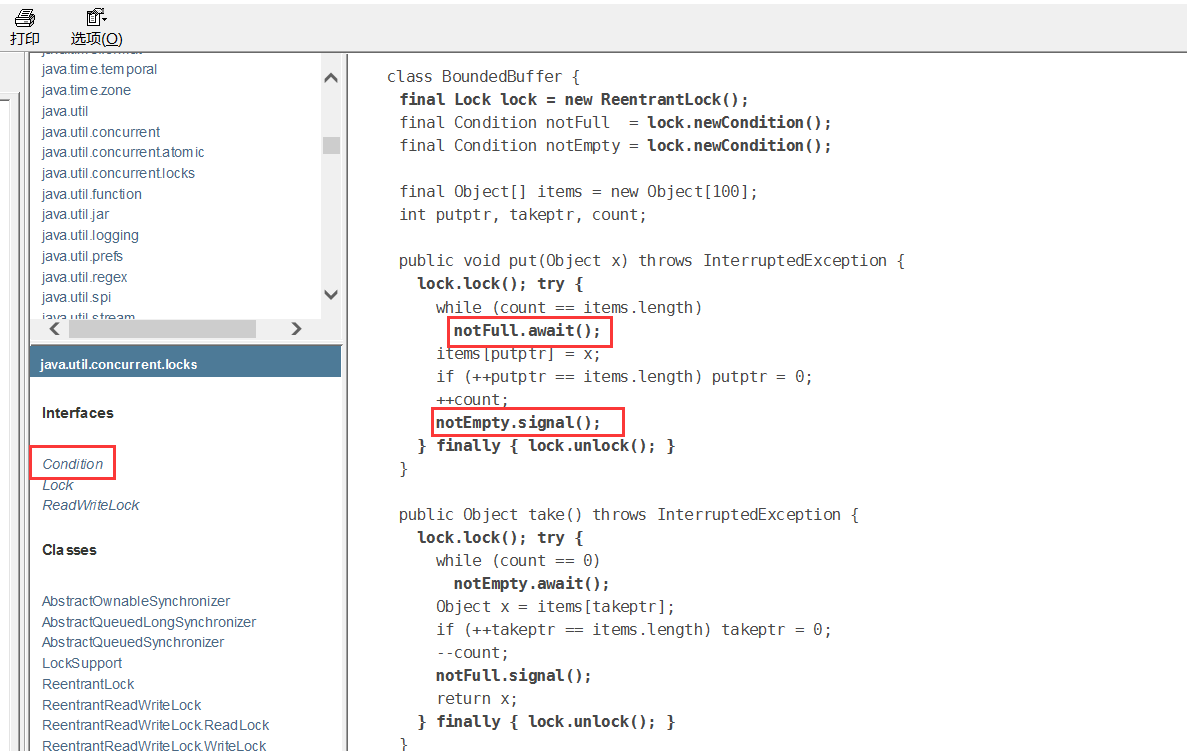 打印
选项(O)
java.time.temporal
java.time.zone
java.util
java.util.concurrent
java.util.concurrent.atomic
java.util.concurrent.locks
java.util.function
java.util.jar
java.util.logging
java.util.prefs
java.util.regex
java.util.spi
java.util.stream
java.util.concurrent.locks
Interfaces
Condition
Lock
ReadWriteLock
Classes
AbstractOwnableSynchronizer
AbstractQueuedLongSynchronizer
AbstractQueuedSynchronizer
LockSupport
ReentrantLock
ReentrantReadWriteLock
ReentrantReadWriteLock.ReadLock
ReentrantReadWriteLock.WriteLock
class BoundedBuffer {
final Lock lock = new ReentrantLock();
final Condition notFull  = lock.newCondition();
final Condition notEmpty = lock.newCondition();
final Object[] items = new Object[100];
int putptr, takeptr, count;
public void put(Object x) throws InterruptedException {
lock.lock(); try {
while (count == items.length)
notFull.await();
items[putptr] = x;
if (++putptr == items.length) putptr = 0;
++count;
notEmpty.signal();
} finally { lock.unlock(); }
}
public Object take() throws InterruptedException {
lock.lock(); try {
while (count == 0)
notEmpty.await();
Object x = items[takeptr];
if (++takeptr == items.length) takeptr = 0;
--count;
notFull.signal();
return x;
} finally { lock.unlock(); }
}